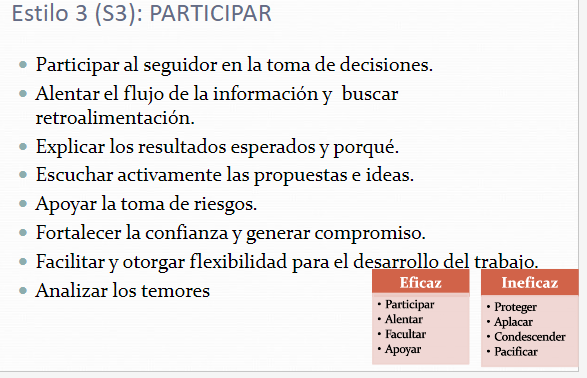 Estilo 3 (S3): PARTICIPAR
• Participar al seguidor en la toma de decisiones.
• Alentar el flujo de la información y buscar
retroalimentación.
• Explicar los resultados esperados y porqué.
• Escuchar activamente las propuestas e ideas.
• Apoyar la toma de riesgos.
• Fortalecer la confianza y generar compromiso.
• Facilitar y otorgar flexibilidad para el desarrollo del trabajo.
• Analizar los temores
Eficaz
• Participar
• Alentar
• Facultar
• Apoyar
Ineficaz
• Proteger
• Aplacar
• Condescender
• Pacificar